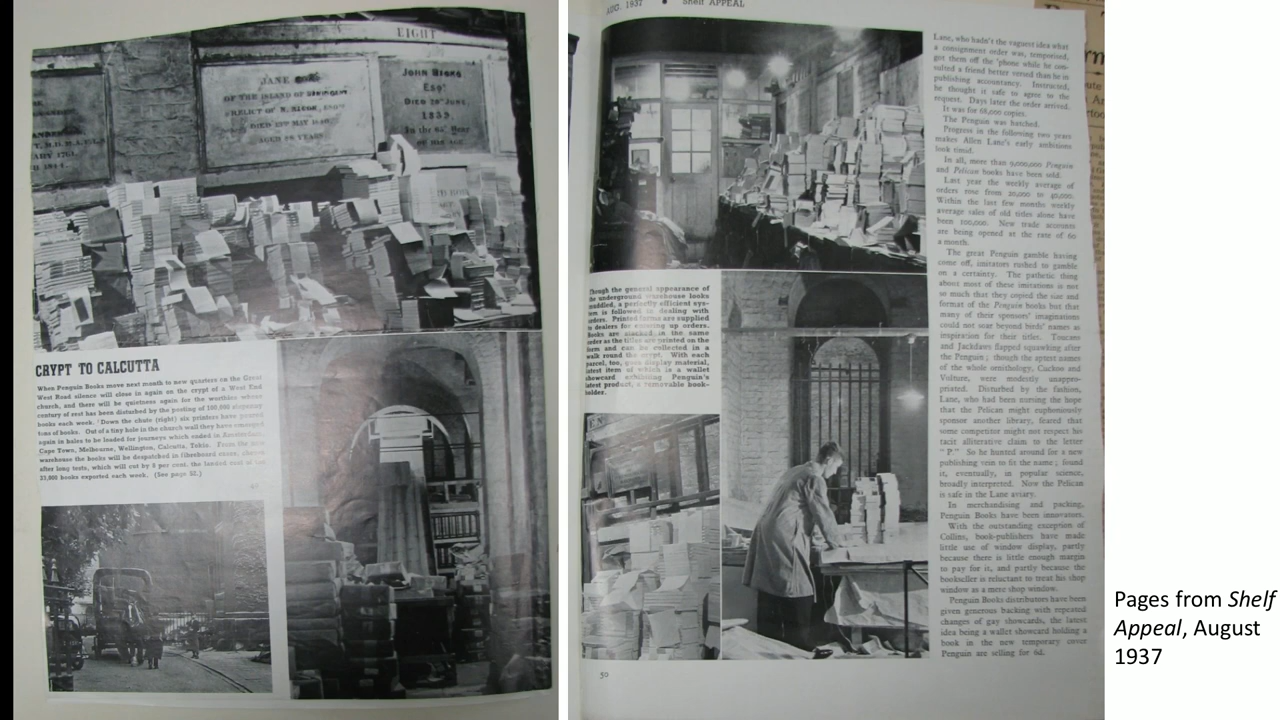 EIGHT
JANE
OF THE ISLAND OF
DIED 23RD MAY
AGED 88 YEARS
JOHN
Esqr
DIED 28TH JUNE
1839
In the 62d Year
OF HIS AGE
CRYPT TO CALCUTTA
When Penguin Books move next month to new quarters on the Great
West Road silence will close in again on the crypt of a West End
church, and there will be quietness again for the worthies whose
century of rest has been disturbed by the posting of 100,000 sixpenny
books each week. Down the chute (right) six printers have poured
tons of books. Out of a tiny hole in the church wall they have emerged
again in bales to be loaded for journeys which ended in Amsterdam,
Cape Town, Melbourne, Wellington, Calcutta, Tokio. From the new
warehouse the books will be despatched in fibreboard cases, chosen
after long tests, which will cut by 5 per cent. the landed cost of the
23,000 books exported each week. (See page 52.)
AUG. 1937 • Shelf APPEAL
Though the general appearance of
the underground warehouse looks
muddled, a perfectly efficient sys-
tem is followed in dealing with
orders. Printed forms are supplied
to dealers for making up orders.
Books are stacked in the same
order as the titles are printed on the
form and can be collected in a
walk round the crypt. With each
parcel, too, goes display material,
latest item of which is a wallet
showcard exhibiting Penguin's
latest product, a removable book-
holder.
50
Lane, who hadn't the vaguest idea what
a consignment order was, temporised,
got them off the 'phone while he con-
sulted a friend better versed than he in
publishing accountancy. Instructed,
he thought it safe to agree to the
request. Days later the order arrived.
It was for 68,000 copies.
The Penguin was hatched.
Progress in the following two years
makes Allen Lane's early ambitions
look timid.
In all, more than 9,000,000 Penguin
and Pelican books have been sold.
Last year the weekly average of
orders rose from 20,000 to 40,000.
Within the last few months weekly
average sales of old titles alone have
been 100,000. New trade accounts
are being opened at the rate of 60
a month.
The great Penguin gamble having
come off, imitators rushed to gamble
on a certainty. The pathetic thing
about most of these imitations is not
so much that they copied the size and
format of the Penguin books but that
many of their sponsors' imaginations
could not soar beyond birds' names as
inspiration for their titles. Toucans
and Jackdaws flapped squawking after
the Penguin; though the aptest names
of the whole ornithology, Cuckoo and
Vulture, were modestly unappro-
priated. Disturbed by the fashion,
Lane, who had been nursing the hope
that the Pelican might euphoniously
sponsor another library, feared that
some competitor might not respect his
tacit alliterative claim to the letter
"P." So he hunted around for a new
publishing vein to fit the name; found
it, eventually, in popular science,
broadly interpreted. Now the Pelican
is safe in the Lane aviary.
In merchandising and packing,
Penguin Books have been innovators.
With the outstanding exception of
Collins, book-publishers have made
little use of window display, partly
because there is little enough margin
to pay for it, and partly because the
bookseller is reluctant to treat his shop
window as a mere shop window.
Penguin Books distributors have been
given generous backing with repeated
changes of gay showcards, the latest
idea being a wallet showcard holding a
book in the new temporary cover
Penguin are selling for 6d.
Pages from Shelf
Appeal, August
1937